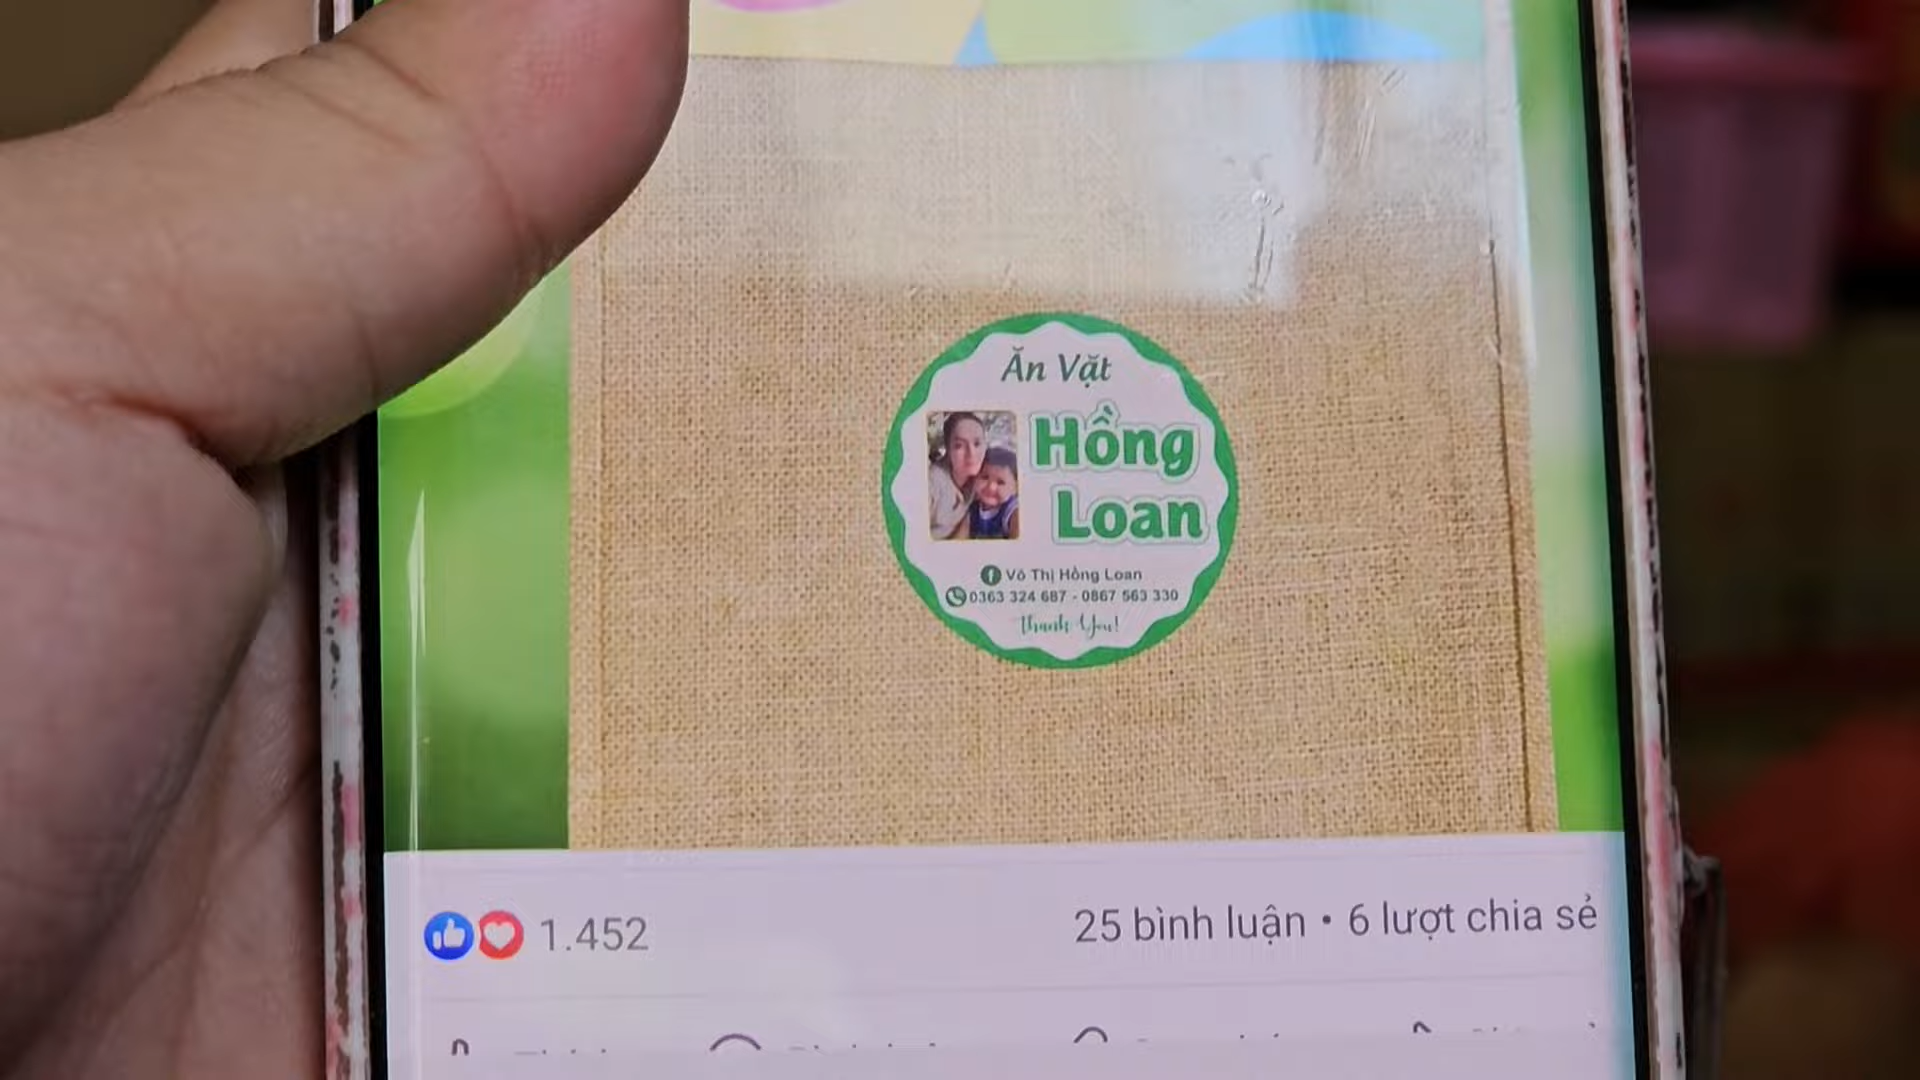 Ăn Vặt
Hồng
Loan
Võ Thị Hồng Loan
0363 324 687 - 0867 563 330
Thank You!
1.452
25 bình luận • 6 lượt chia sẻ